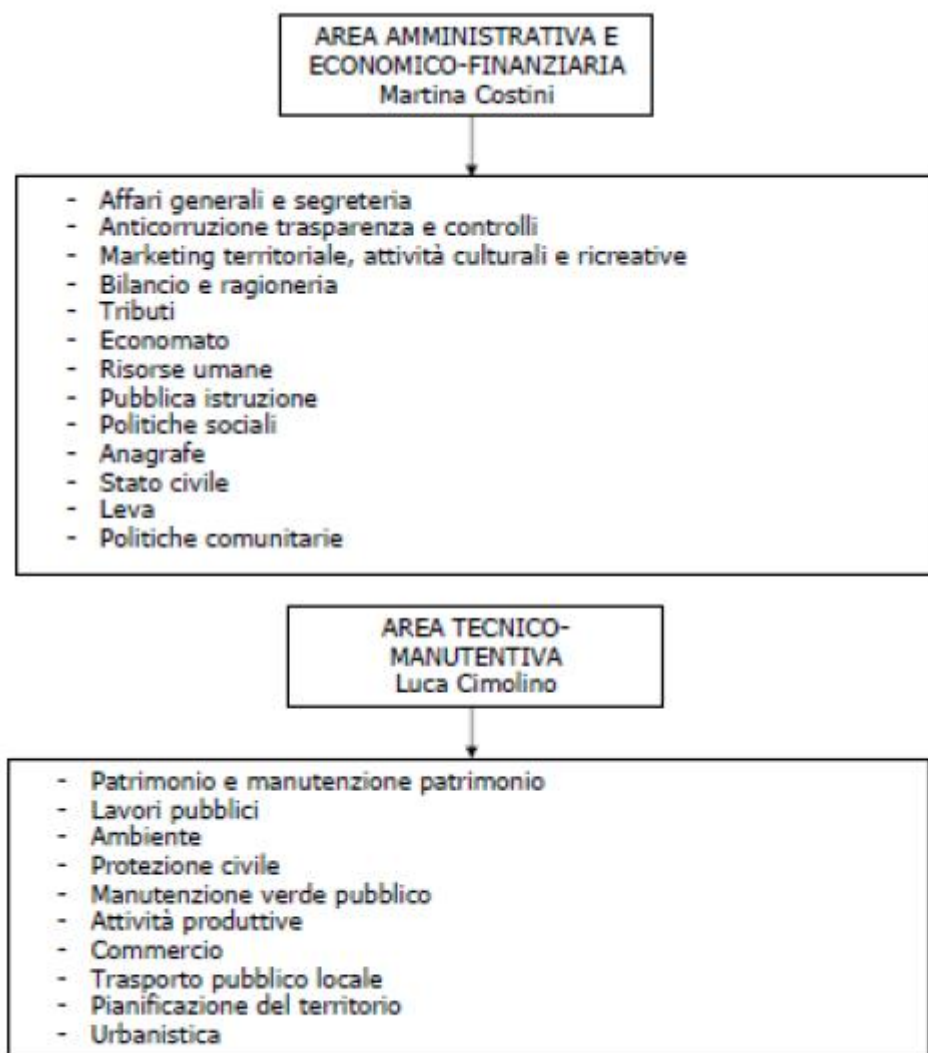 AREA AMMINISTRATIVA E
ECONOMICO-FINANZIARIA
Martina Costini
- Affari generali e segreteria
- Anticorruzione trasparenza e controlli
- Marketing territoriale, attività culturali e ricreative
- Bilancio e ragioneria
- Tributi
- Economato
- Risorse umane
- Pubblica istruzione
- Politiche sociali
- Anagrafe
- Stato civile
- Leva
- Politiche comunitarie
AREA TECNICO-
MANUTENTIVA
Luca Cimolino
- Patrimonio e manutenzione patrimonio
- Lavori pubblici
- Ambiente
- Protezione civile
- Manutenzione verde pubblico
- Attività produttive
- Commercio
- Trasporto pubblico locale
- Pianificazione del territorio
- Urbanistica